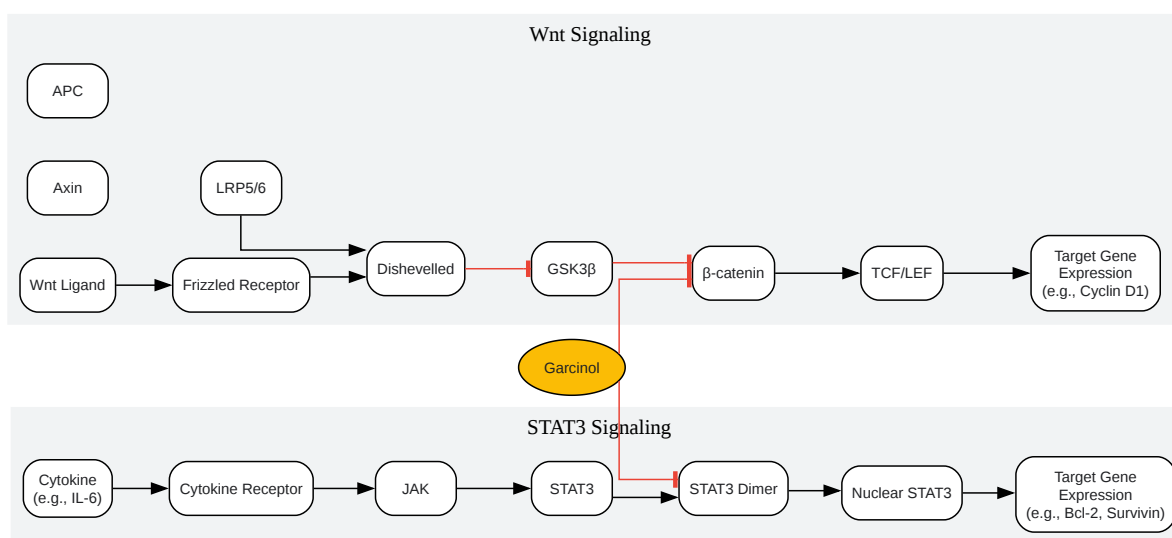 Wnt Signaling
APC
Axin
LRP5/6
Wnt Ligand
Frizzled Receptor
Dishevelled
GSK3β
β-catenin
TCF/LEF
Target Gene
Expression
(e.g., Cyclin D1)
Garcinol
STAT3 Signaling
Cytokine
(e.g., IL-6)
Cytokine Receptor
JAK
STAT3
STAT3 Dimer
Nuclear STAT3
Target Gene
Expression
(e.g., Bcl-2, Survivin)